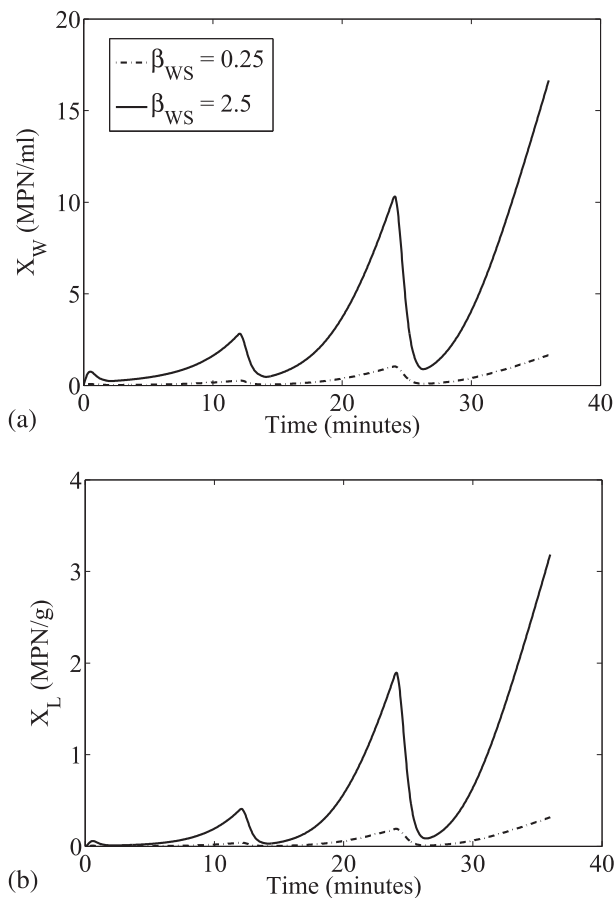 20
15
10
5
0
X_W (MPN/ml)
β_WS = 0.25
β_WS = 2.5
0 10 20 30 40
Time (minutes)
(a)
4
3
2
1
0
X_L (MPN/g)
0 10 20 30 40
Time (minutes)
(b)